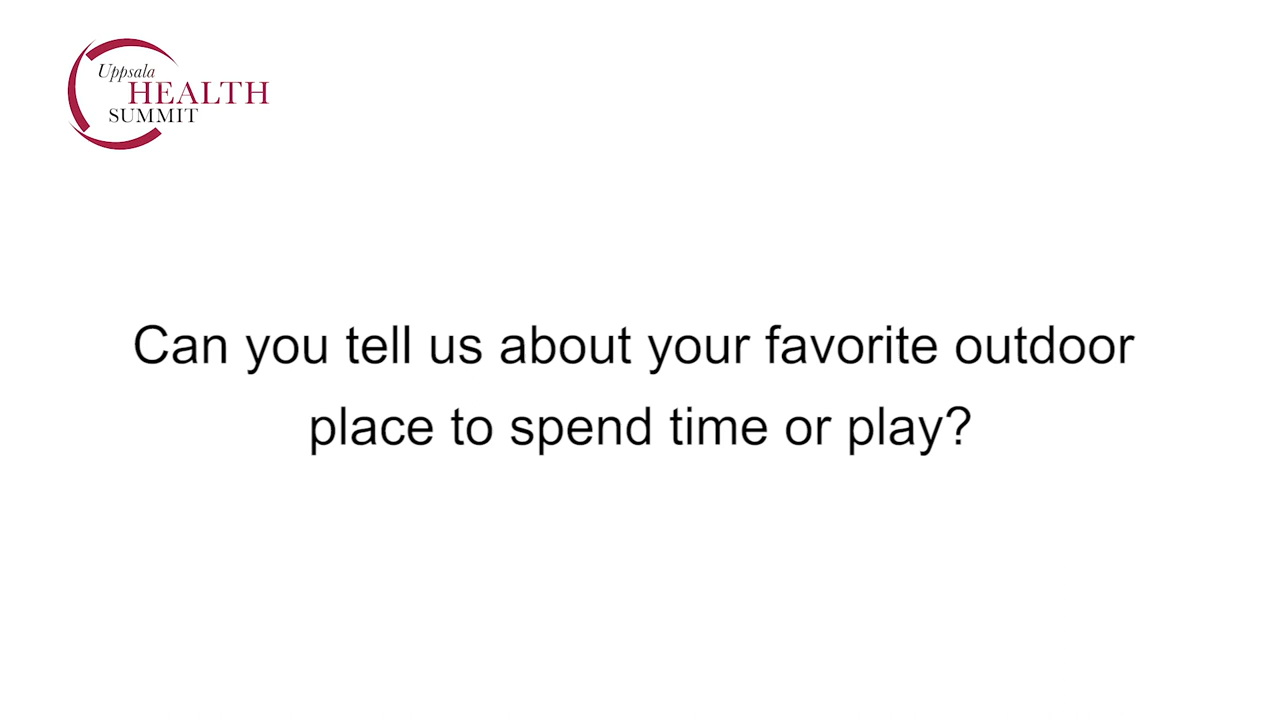 Uppsala
HEALTH
SUMMIT
Can you tell us about your favorite outdoor
place to spend time or play?